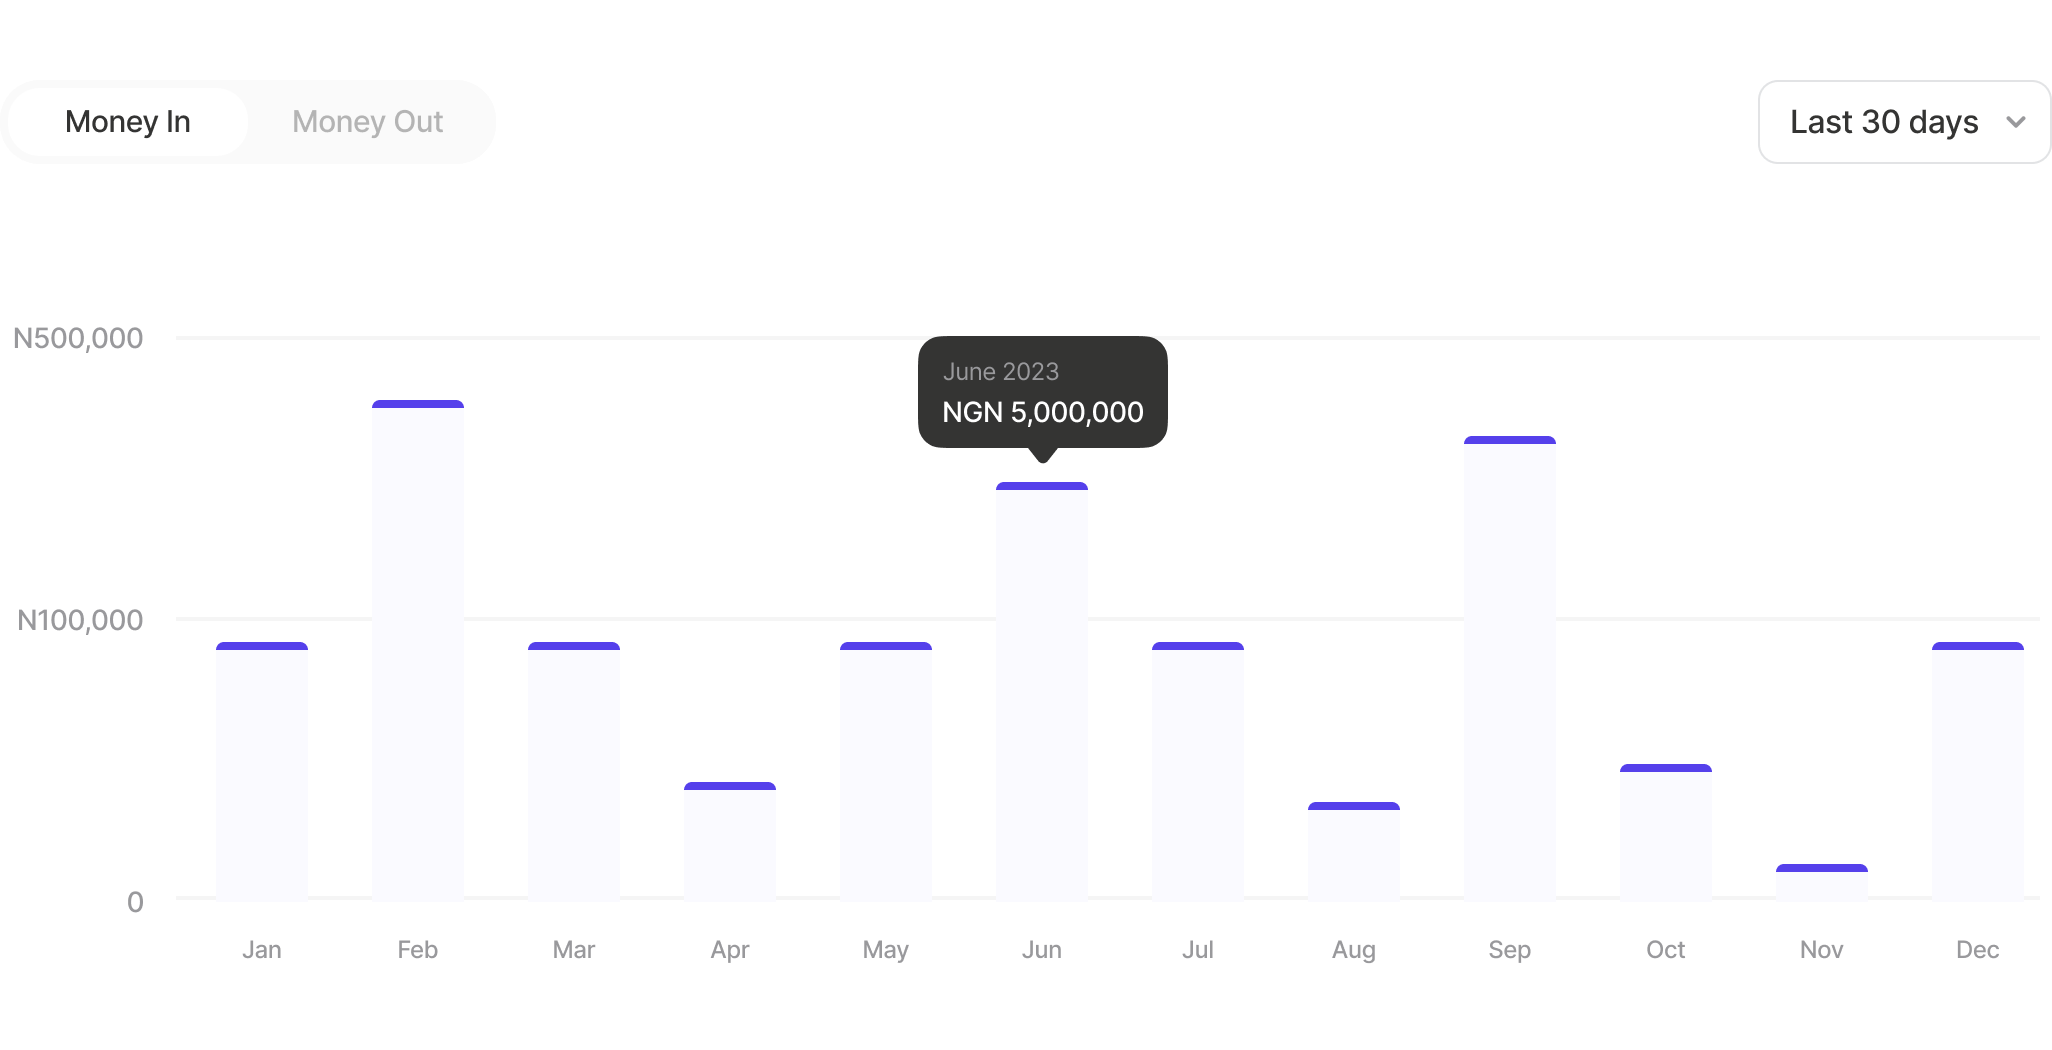 Money In
Money Out
Last 30 days
N500,000
June 2023
NGN 5,000,000
N100,000
0
Jan
Feb
Mar
Apr
May
Jun
Jul
Aug
Sep
Oct
Nov
Dec